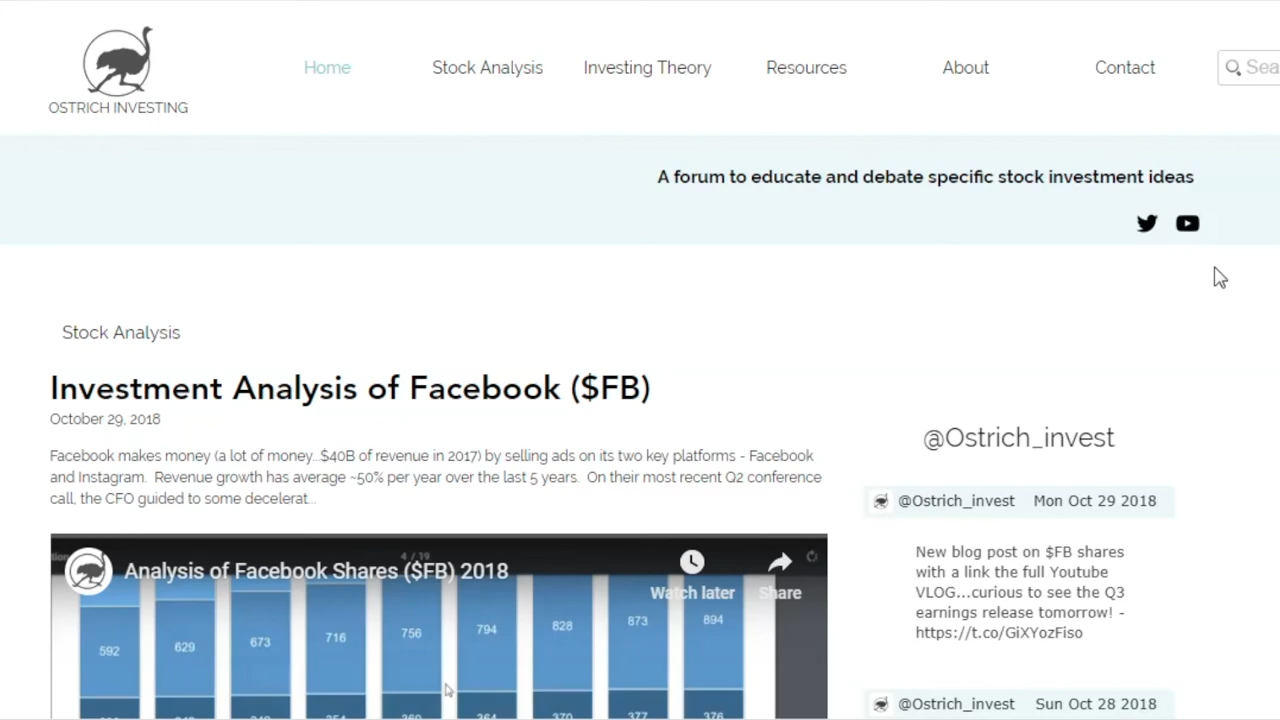 OSTRICH INVESTING
Home
Stock Analysis
Investing Theory
Resources
About
Contact
A forum to educate and debate specific stock investment ideas
Stock Analysis
Investment Analysis of Facebook ($FB)
October 29, 2018
Facebook makes money (a lot of money...$40B of revenue in 2017) by selling ads on its two key platforms - Facebook
and Instagram. Revenue growth has average ~50% per year over the last 5 years. On their most recent Q2 conference
call, the CFO guided to some decelerat...
4 / 19
Analysis of Facebook Shares ($FB) 2018
Watch later
Share
592 629 673 716 756 794 828 873 894
364 370 377 376
@Ostrich_invest
@Ostrich_invest Mon Oct 29 2018
New blog post on $FB shares
with a link the full Youtube
VLOG...curious to see the Q3
earnings release tomorrow! -
https://t.co/GiXYozFiso
@Ostrich_invest Sun Oct 28 2018